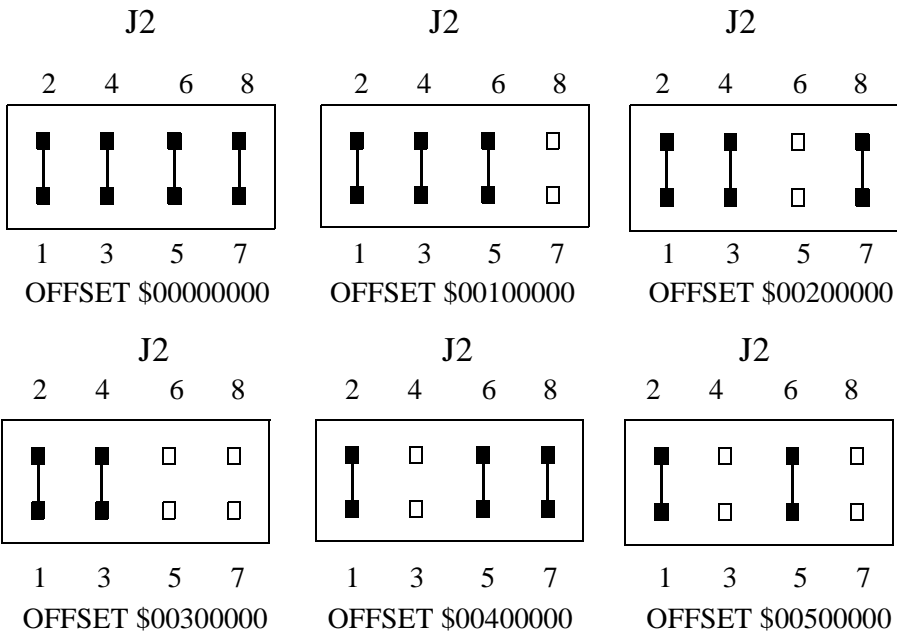 J2 J2 J2
2 4 6 8 2 4 6 8 2 4 6 8
1 3 5 7 1 3 5 7 1 3 5 7
OFFSET $00000000 OFFSET $00100000 OFFSET $00200000
J2 J2 J2
2 4 6 8 2 4 6 8 2 4 6 8
1 3 5 7 1 3 5 7 1 3 5 7
OFFSET $00300000 OFFSET $00400000 OFFSET $00500000